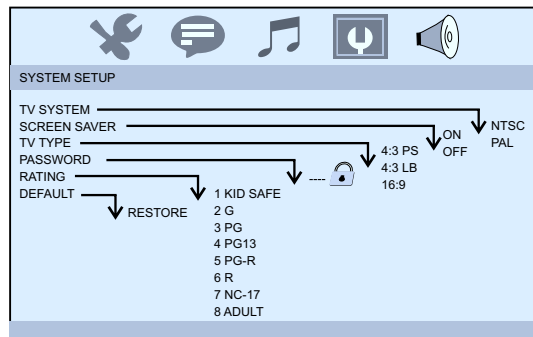 SYSTEM SETUP
TV SYSTEM
NTSC
PAL
SCREEN SAVER
ON
OFF
TV TYPE
4:3 PS
4:3 LB
16:9
PASSWORD
----
RATING
1 KID SAFE
2 G
3 PG
4 PG13
5 PG-R
6 R
7 NC-17
8 ADULT
DEFAULT
RESTORE